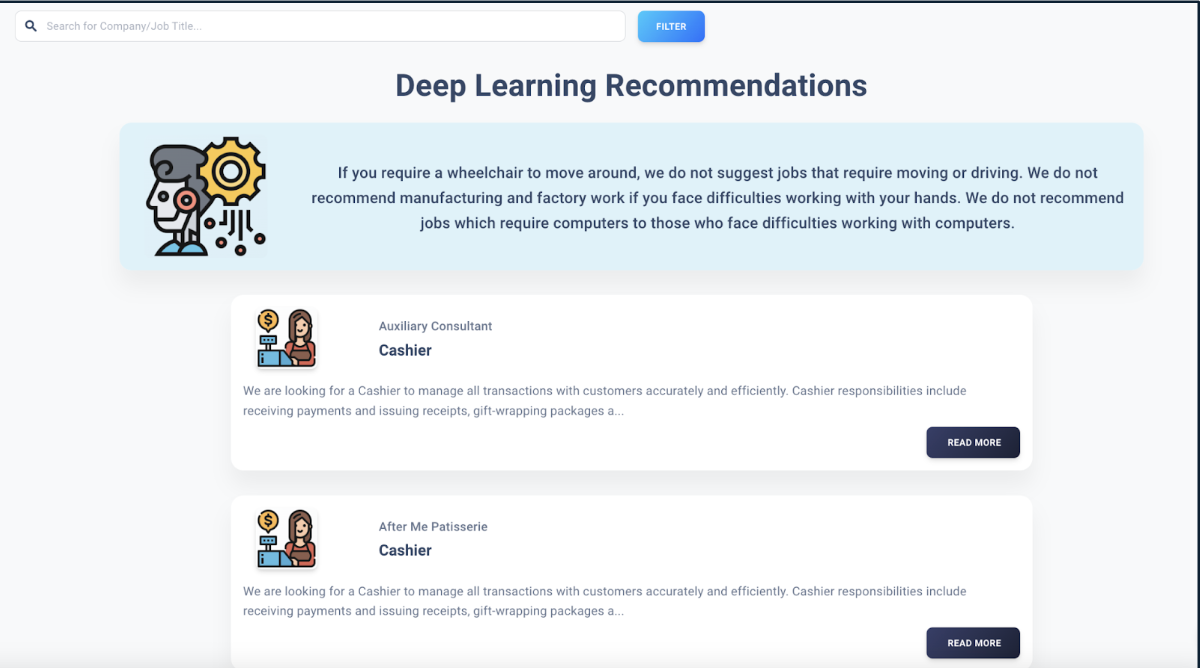 Search for Company/Job Title...
FILTER
Deep Learning Recommendations
If you require a wheelchair to move around, we do not suggest jobs that require moving or driving. We do not
recommend manufacturing and factory work if you face difficulties working with your hands. We do not recommend
jobs which require computers to those who face difficulties working with computers.
Auxiliary Consultant
Cashier
We are looking for a Cashier to manage all transactions with customers accurately and efficiently. Cashier responsibilities include
receiving payments and issuing receipts, gift-wrapping packages a...
READ MORE
After Me Patisserie
Cashier
We are looking for a Cashier to manage all transactions with customers accurately and efficiently. Cashier responsibilities include
receiving payments and issuing receipts, gift-wrapping packages a...
READ MORE